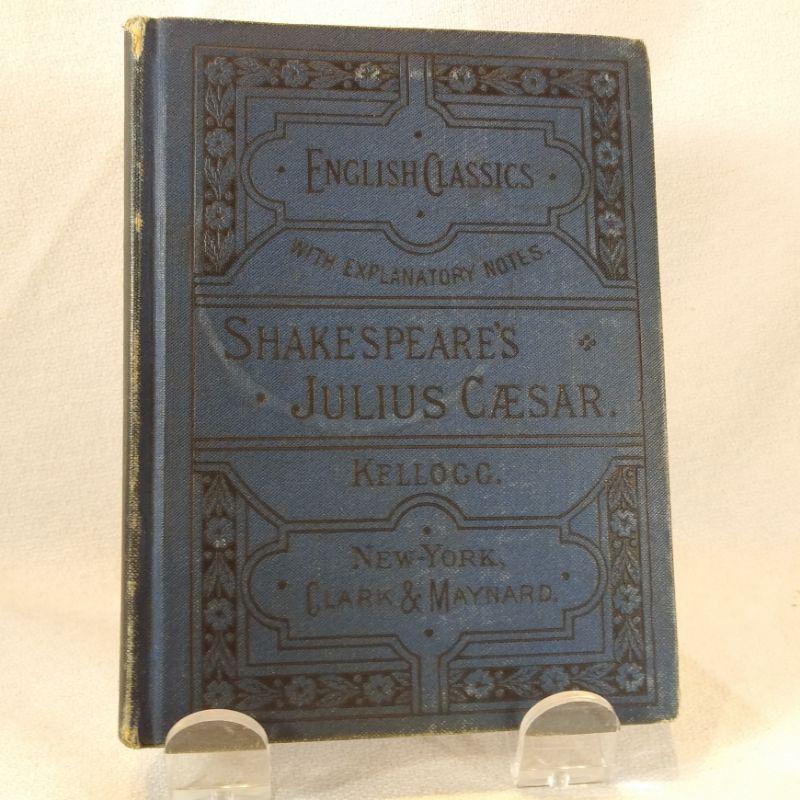 ENGLISH CLASSICS
WITH EXPLANATORY NOTES.
SHAKESPEARE'S
JULIUS CÆSAR.
KELLOGG.
NEW-YORK,
CLARK & MAYNARD.